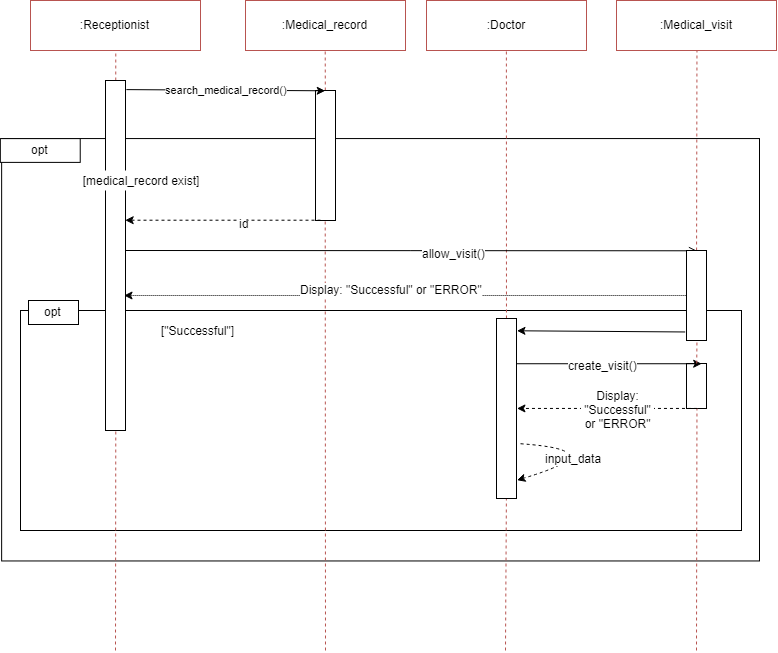 :Receptionist
:Medical_record
:Doctor
:Medical_visit
search_medical_record()
opt
[medical_record exist]
id
allow_visit()
Display: "Successful" or "ERROR"
opt
["Successful"]
create_visit()
Display:
"Successful"
or "ERROR"
input_data